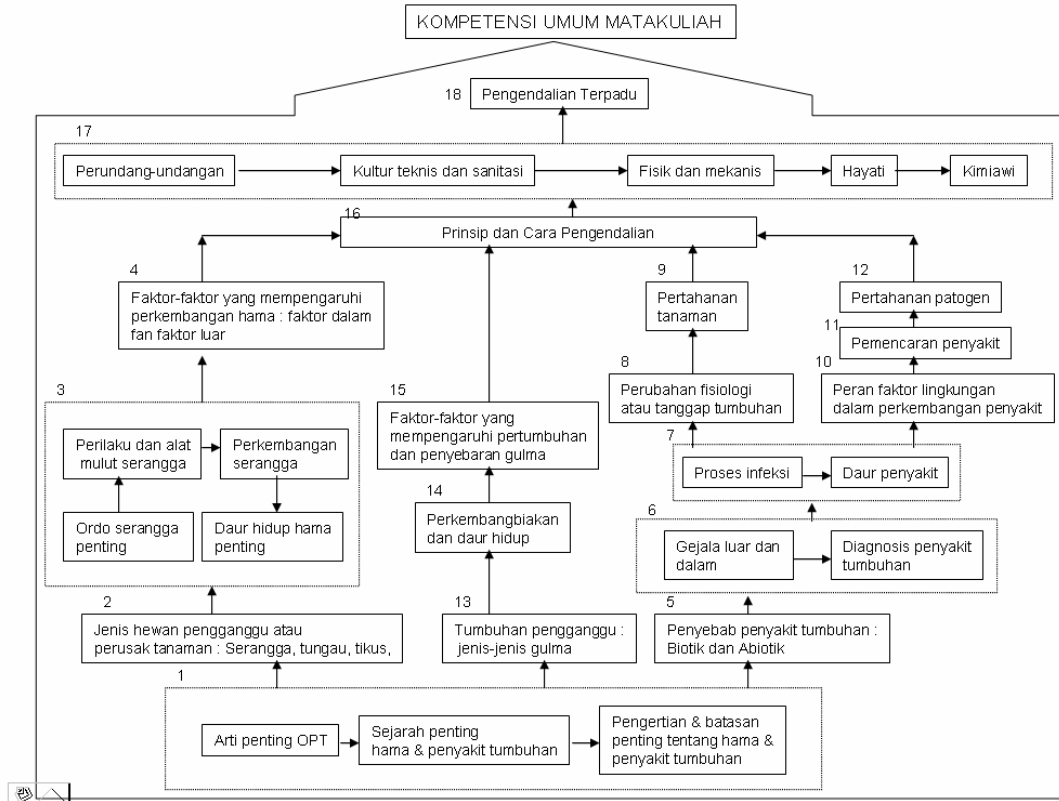 KOMPETENSI UMUM MATAKULIAH
18
Pengendalian Terpadu
17
Perundang-undangan
Kultur teknis dan sanitasi
Fisik dan mekanis
Hayati
Kimiawi
16
Prinsip dan Cara Pengendalian
4
Faktor-faktor yang mempengaruhi
perkembangan hama : faktor dalam
fan faktor luar
9
Pertahanan
tanaman
12
Pertahanan patogen
11
Pemencaran penyakit
8
Perubahan fisiologi
atau tanggap tumbuhan
10
Peran faktor lingkungan
dalam perkembangan penyakit
3
Perilaku dan alat
mulut serangga
Perkembangan
serangga
Ordo serangga
penting
Daur hidup hama
penting
15
Faktor-faktor yang
mempengaruhi pertumbuhan
dan penyebaran gulma
14
Perkembangbiakan
dan daur hidup
7
Proses infeksi
Daur penyakit
6
Gejala luar dan
dalam
Diagnosis penyakit
tumbuhan
2
Jenis hewan pengganggu atau
perusak tanaman : Serangga, tungau, tikus,
13
Tumbuhan pengganggu :
jenis-jenis gulma
5
Penyebab penyakit tumbuhan :
Biotik dan Abiotik
1
Arti penting OPT
Sejarah penting
hama & penyakit tumbuhan
Pengertian & batasan
penting tentang hama &
penyakit tumbuhan